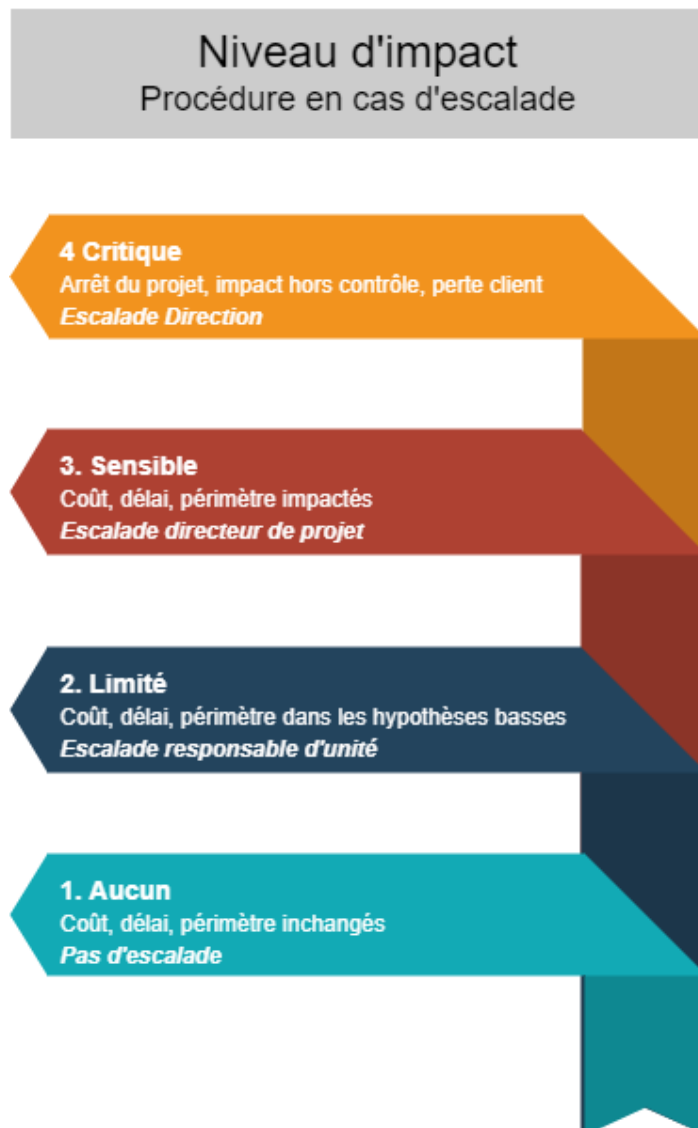 Niveau d'impact
Procédure en cas d'escalade
4 Critique
Arrêt du projet, impact hors contrôle, perte client
Escalade Direction
3. Sensible
Coût, délai, périmètre impactés
Escalade directeur de projet
2. Limité
Coût, délai, périmètre dans les hypothèses basses
Escalade responsable d'unité
1. Aucun
Coût, délai, périmètre inchangés
Pas d'escalade